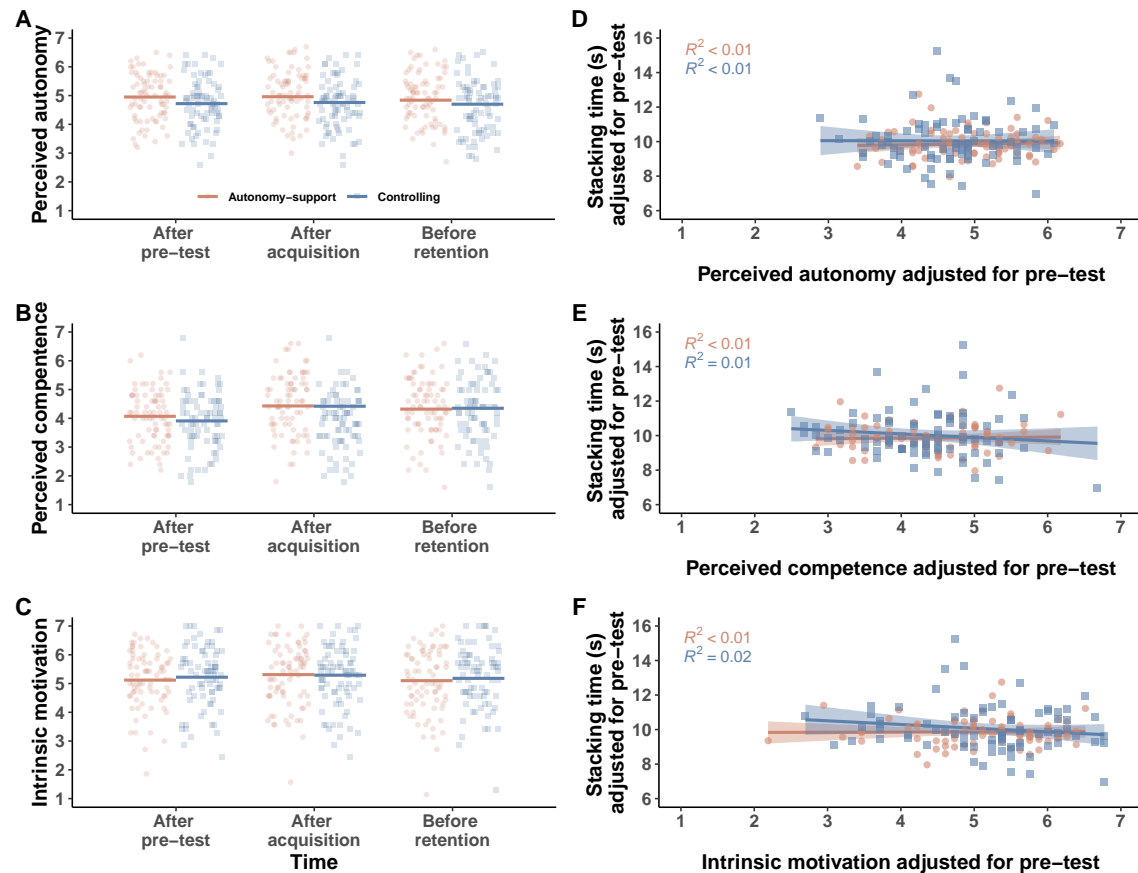 A
Perceived autonomy
7
6
5
4
3
2
1
Autonomy−support
Controlling
After
pre−test
After
acquisition
Before
retention
B
Perceived compentence
7
6
5
4
3
2
1
After
pre−test
After
acquisition
Before
retention
C
Intrinsic motivation
7
6
5
4
3
2
1
After
pre−test
After
acquisition
Before
retention
Time
D
Stacking time (s)
adjusted for pre−test
16
14
12
10
8
6
R² < 0.01
R² < 0.01
1 2 3 4 5 6 7
Perceived autonomy adjusted for pre−test
E
Stacking time (s)
adjusted for pre−test
16
14
12
10
8
6
R² < 0.01
R² = 0.01
1 2 3 4 5 6 7
Perceived competence adjusted for pre−test
F
Stacking time (s)
adjusted for pre−test
16
14
12
10
8
6
R² < 0.01
R² = 0.02
1 2 3 4 5 6 7
Intrinsic motivation adjusted for pre−test